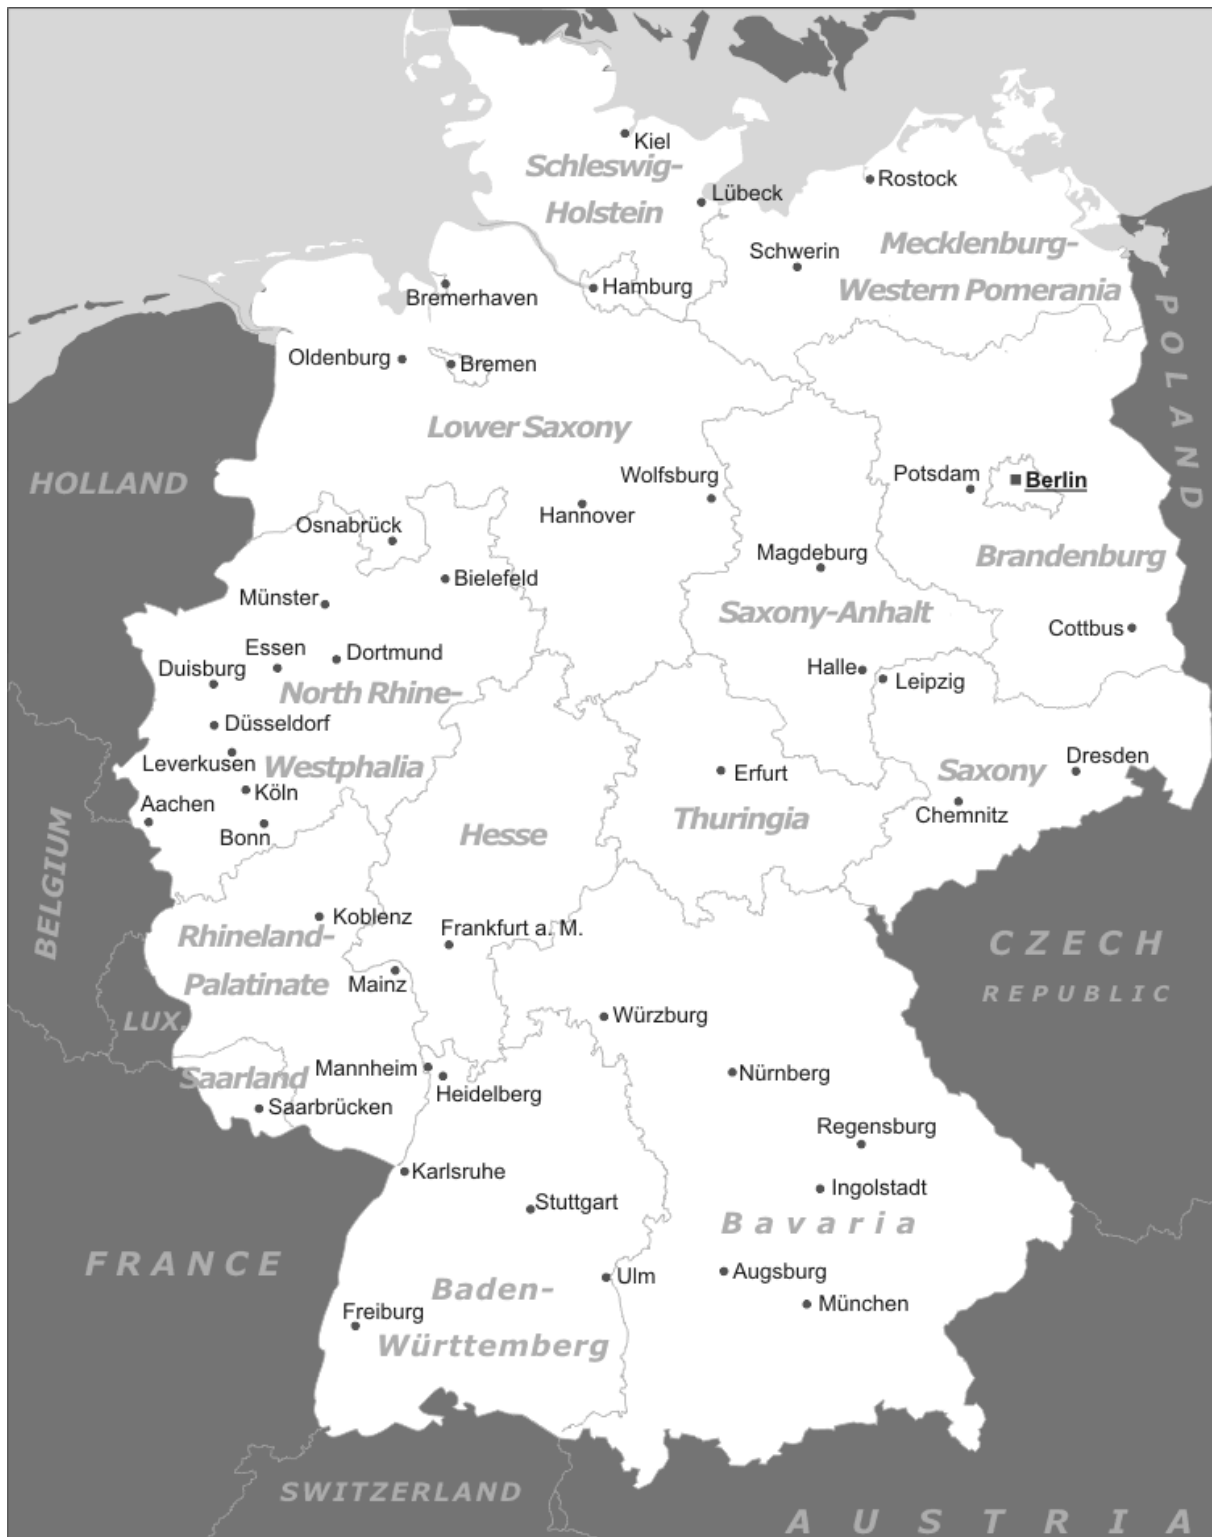 Kiel
Schleswig-
Holstein
Lübeck
Rostock
Schwerin
Mecklenburg-
Western Pomerania
Hamburg
Bremerhaven
Oldenburg
Bremen
POLAND
Lower Saxony
HOLLAND
Wolfsburg
Hannover
Potsdam
Berlin
Osnabrück
Bielefeld
Magdeburg
Brandenburg
Münster
Saxony-Anhalt
Cottbus
Essen
Dortmund
Duisburg
North Rhine-
Halle
Leipzig
Düsseldorf
Leverkusen
Westphalia
Erfurt
Saxony
Dresden
Köln
Aachen
Bonn
Hesse
Thuringia
Chemnitz
BELGIUM
Koblenz
Rhineland-
Palatinate
Frankfurt a. M.
Mainz
CZECH
REPUBLIC
LUX.
Würzburg
Saarland
Mannheim
Heidelberg
Nürnberg
Saarbrücken
Regensburg
Karlsruhe
Ingolstadt
Stuttgart
Bavaria
FRANCE
Baden-
Württemberg
Ulm
Augsburg
München
Freiburg
SWITZERLAND
AUSTRIA